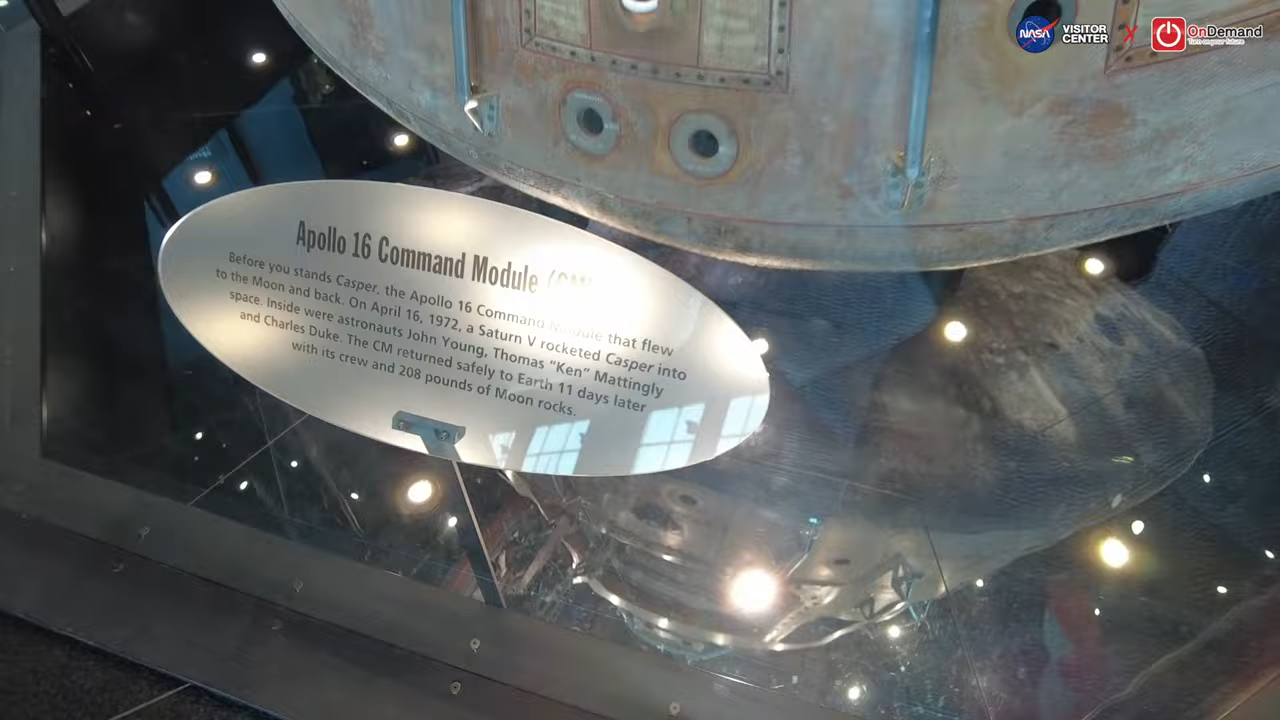 NASA
VISITOR
CENTER
X
OnDemand
Apollo 16 Command Module
Before you stands Casper, the Apollo 16 Command Module that flew
to the Moon and back. On April 16, 1972, a Saturn V rocketed Casper into
space. Inside were astronauts John Young, Thomas "Ken" Mattingly
and Charles Duke. The CM returned safely to Earth 11 days later
with its crew and 208 pounds of Moon rocks.